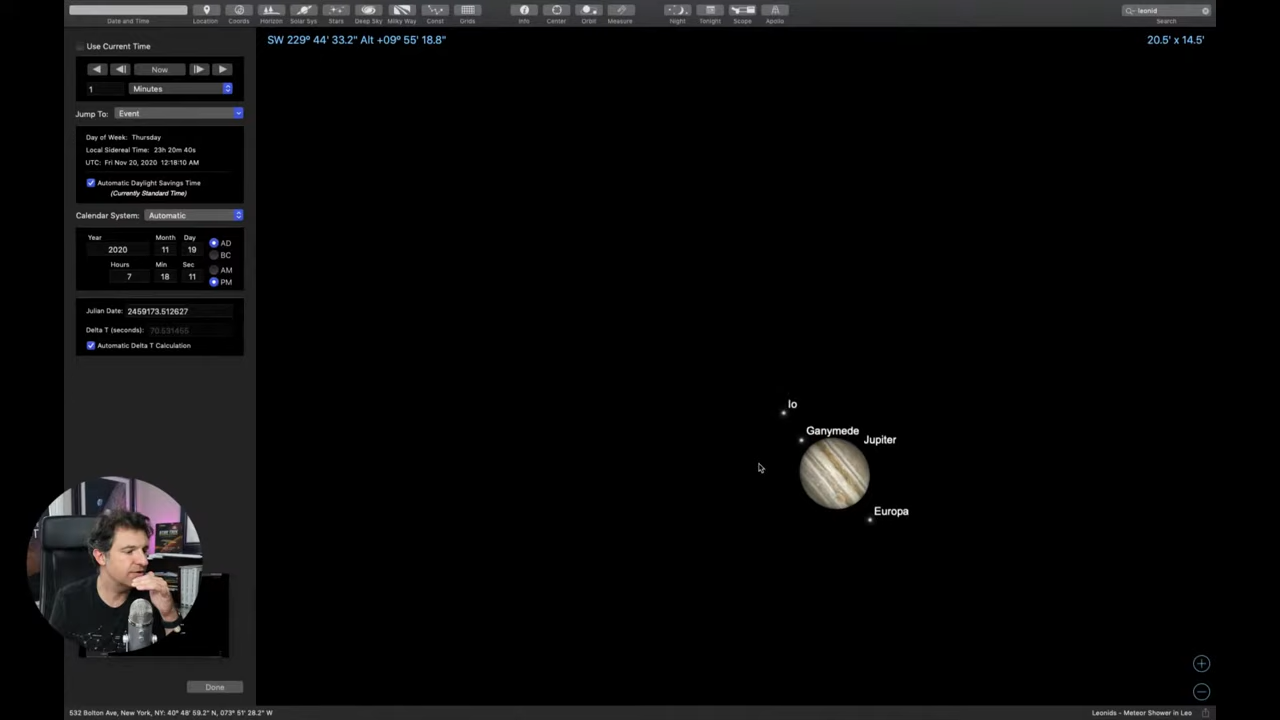 Date and Time
Location
Coords
Horizon
Solar Sys
Stars
Deep Sky
Milky Way
Const
Grids
Info
Center
Orbit
Measure
Night
Tonight
Scope
Apollo
leonid
Search
SW 229° 44' 33.2" Alt +09° 55' 18.8"
20.5' x 14.5'
Use Current Time
Now
1 Minutes
Jump To: Event
Day of Week: Thursday
Local Sidereal Time: 23h 20m 40s
UTC: Fri Nov 20, 2020 12:18:10 AM
Automatic Daylight Savings Time
(Currently Standard Time)
Calendar System: Automatic
Year Month Day
2020 11 19
AD
BC
Hours Min Sec
7 18 11
AM
PM
Julian Date: 2459173.512627
Delta T (seconds): 70.531455
Automatic Delta T Calculation
Io
Ganymede
Jupiter
Europa
Done
532 Bolton Ave, New York, NY: 40° 48' 59.2" N, 073° 51' 28.2" W
Leonids - Meteor Shower in Leo